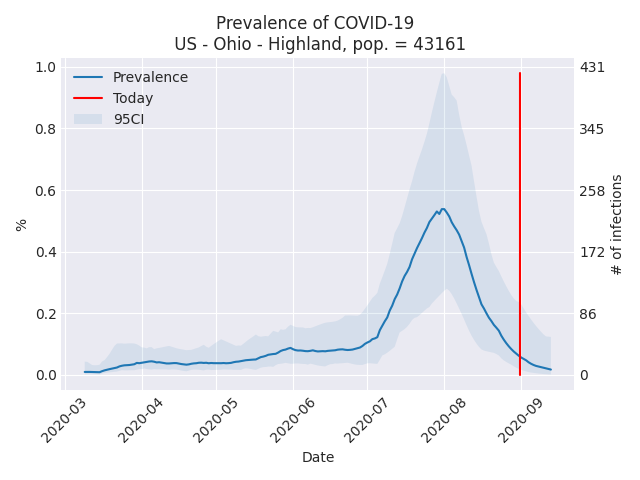 Prevalence of COVID-19
US - Ohio - Highland, pop. = 43161
Prevalence
Today
95CI
1.0
0.8
0.6
0.4
0.2
0.0
%
431
345
258
172
86
0
# of infections
2020-03
2020-04
2020-05
2020-06
2020-07
2020-08
2020-09
Date